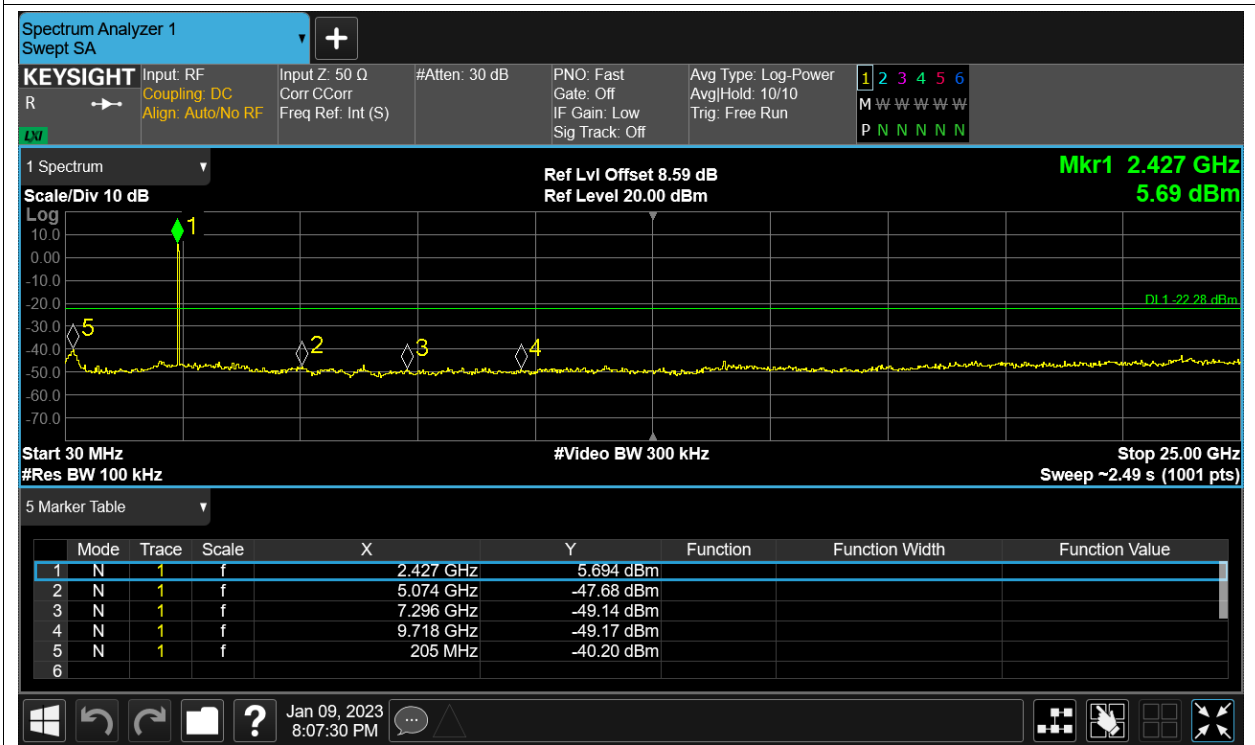 Spectrum Analyzer 1
Swept SA
+
KEYSIGHT Input: RF Input Z: 50 Ω #Atten: 30 dB PNO: Fast Avg Type: Log-Power 1 2 3 4 5 6
R Coupling: DC Corr CCorr Gate: Off Avg|Hold: 10/10 M W W W W W
Align: Auto/No RF Freq Ref: Int (S) IF Gain: Low Trig: Free Run
LXI Sig Track: Off P N N N N N
1 Spectrum Ref Lvl Offset 8.59 dB Mkr1 2.427 GHz
Scale/Div 10 dB Ref Level 20.00 dBm 5.69 dBm
Log
10.0 1
0.00
-10.0
-20.0 DL1 -22.28 dBm
-30.0 5
-40.0 2 3 4
-50.0
-60.0
-70.0
Start 30 MHz #Video BW 300 kHz Stop 25.00 GHz
#Res BW 100 kHz Sweep ~2.49 s (1001 pts)
5 Marker Table
Mode Trace Scale X Y Function Function Width Function Value
1 N 1 f 2.427 GHz 5.694 dBm
2 N 1 f 5.074 GHz -47.68 dBm
3 N 1 f 7.296 GHz -49.14 dBm
4 N 1 f 9.718 GHz -49.17 dBm
5 N 1 f 205 MHz -40.20 dBm
6
? Jan 09, 2023
8:07:30 PM